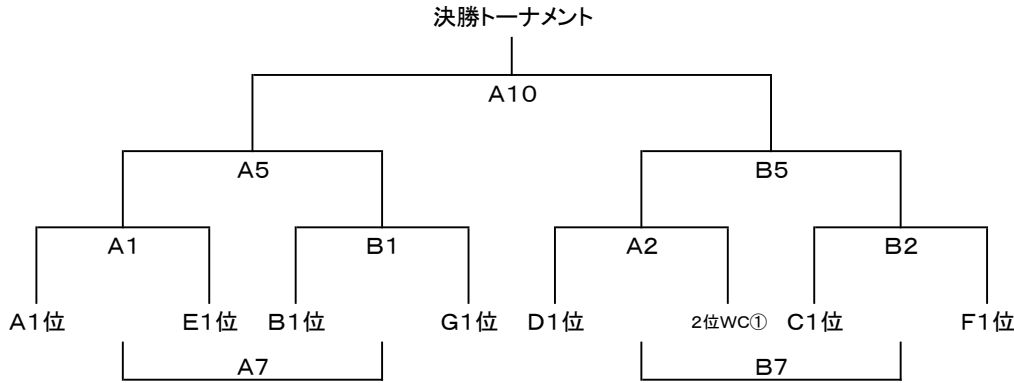 決勝トーナメント
A10
A5 B5
A1 B1 A2 B2
A1位 E1位 B1位 G1位 D1位 2位WC① C1位 F1位
A7 B7